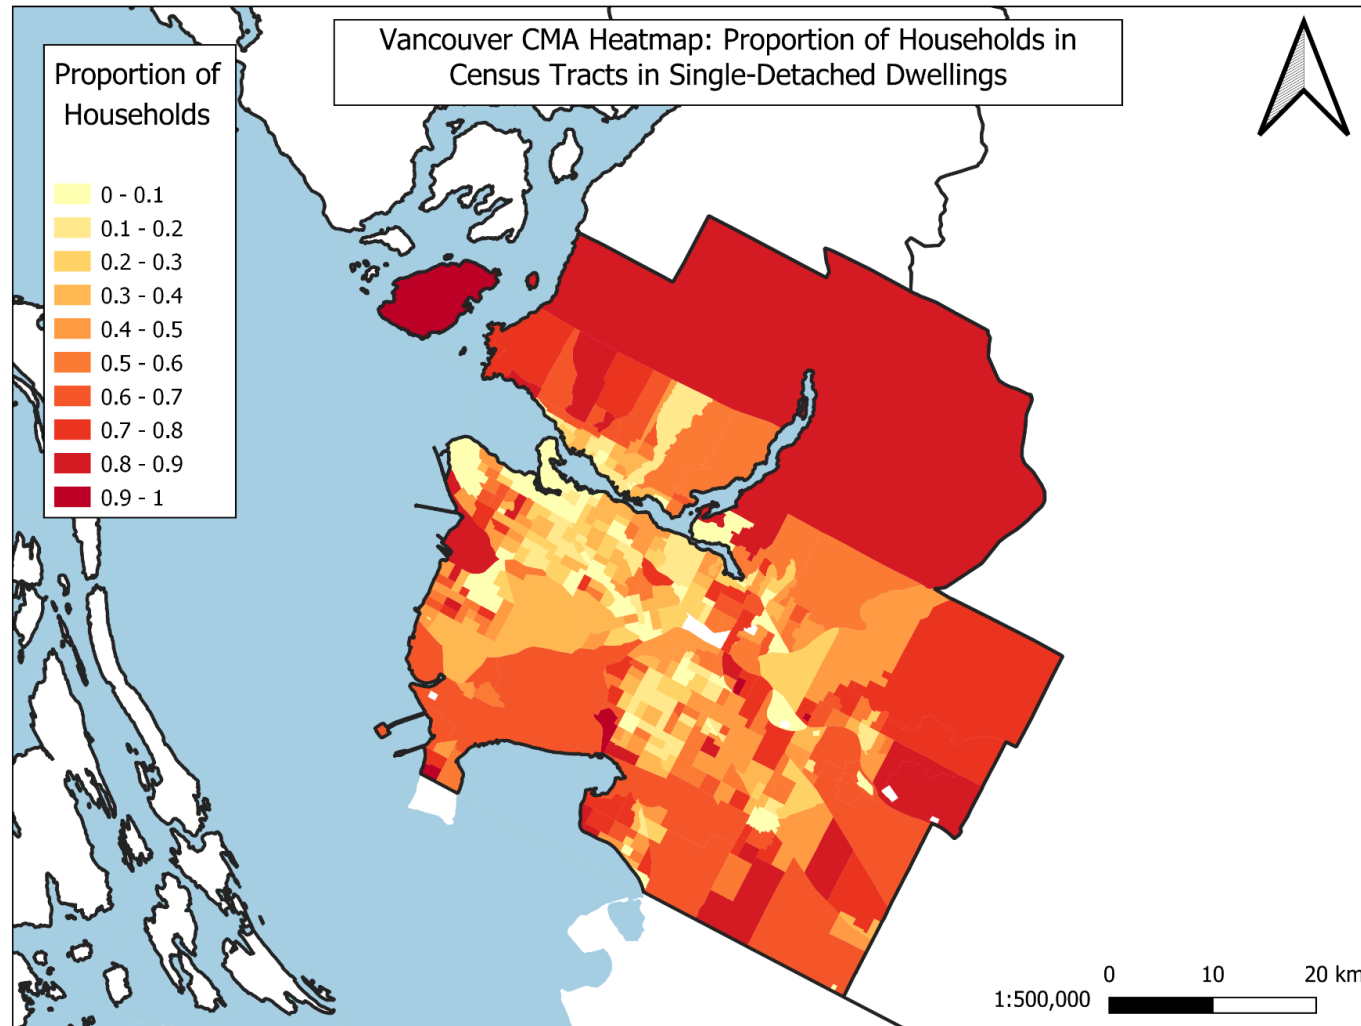 Vancouver CMA Heatmap: Proportion of Households in
Census Tracts in Single-Detached Dwellings
Proportion of
Households
0 - 0.1
0.1 - 0.2
0.2 - 0.3
0.3 - 0.4
0.4 - 0.5
0.5 - 0.6
0.6 - 0.7
0.7 - 0.8
0.8 - 0.9
0.9 - 1
0 10 20 km
1:500,000